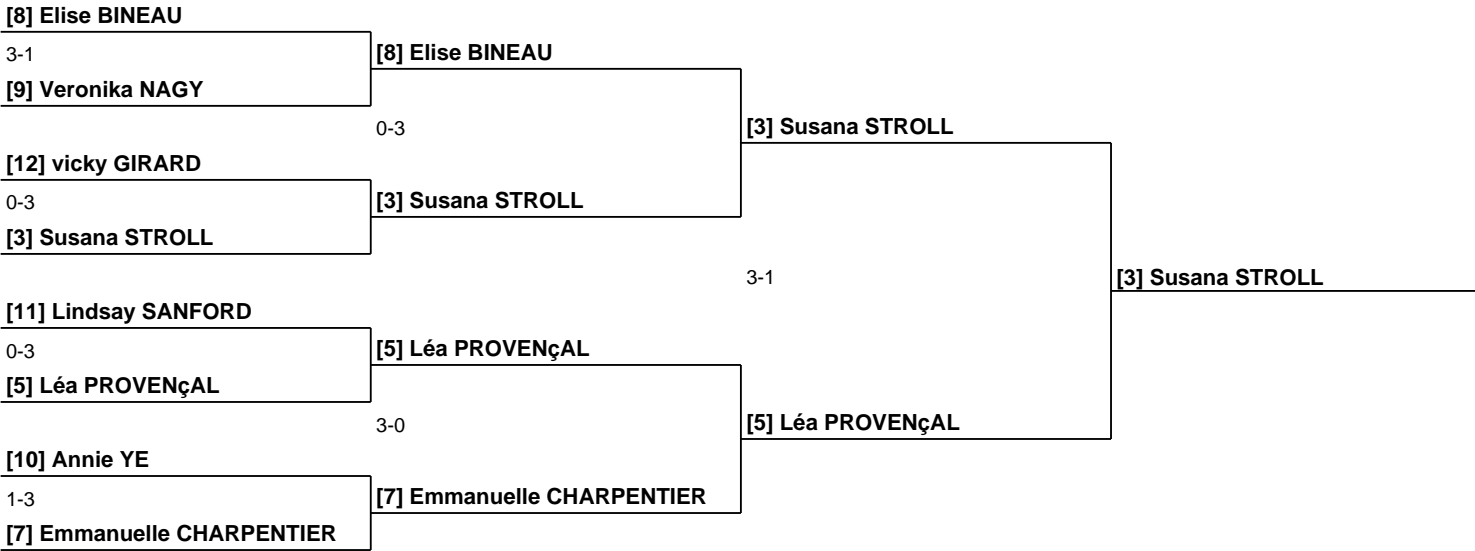 [8] Elise BINEAU
3-1
[8] Elise BINEAU
[9] Veronika NAGY
0-3
[3] Susana STROLL
[12] vicky GIRARD
0-3
[3] Susana STROLL
[3] Susana STROLL
3-1
[3] Susana STROLL
[11] Lindsay SANFORD
0-3
[5] Léa PROVENçAL
[5] Léa PROVENçAL
3-0
[5] Léa PROVENçAL
[10] Annie YE
1-3
[7] Emmanuelle CHARPENTIER
[7] Emmanuelle CHARPENTIER